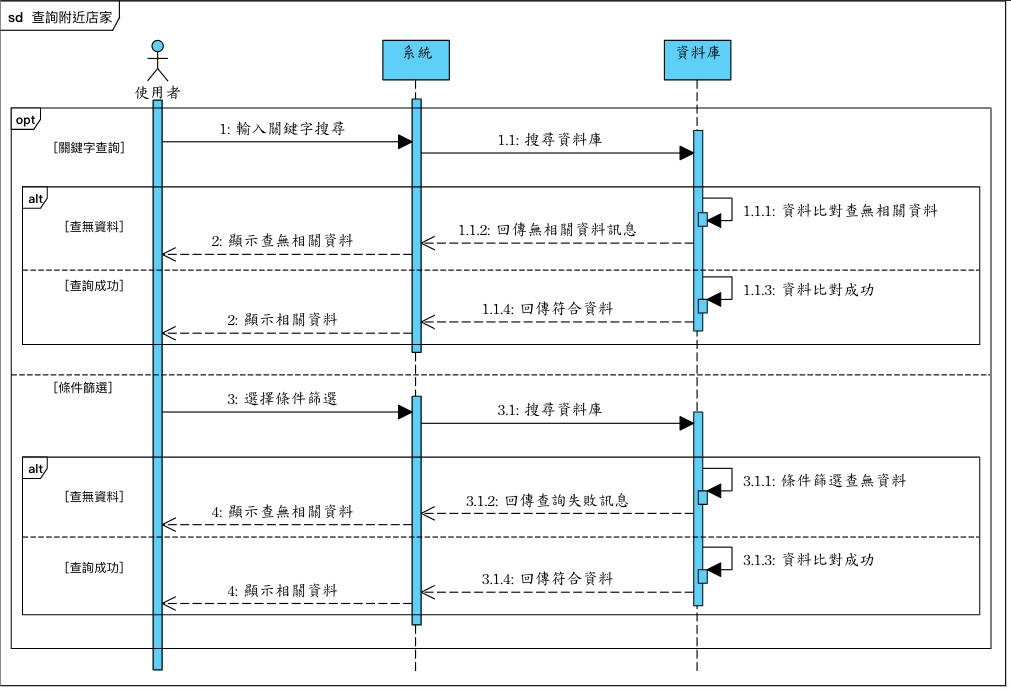 sd 查詢附近店家
使用者
系統
資料庫
opt
[關鍵字查詢]
1: 輸入關鍵字搜尋
1.1: 搜尋資料庫
alt
[查無資料]
1.1.1: 資料比對查無相關資料
1.1.2: 回傳無相關資料訊息
2: 顯示查無相關資料
[查詢成功]
1.1.3: 資料比對成功
1.1.4: 回傳符合資料
2: 顯示相關資料
[條件篩選]
3: 選擇條件篩選
3.1: 搜尋資料庫
alt
[查無資料]
3.1.1: 條件篩選查無資料
3.1.2: 回傳查詢失敗訊息
4: 顯示查無相關資料
[查詢成功]
3.1.3: 資料比對成功
3.1.4: 回傳符合資料
4: 顯示相關資料